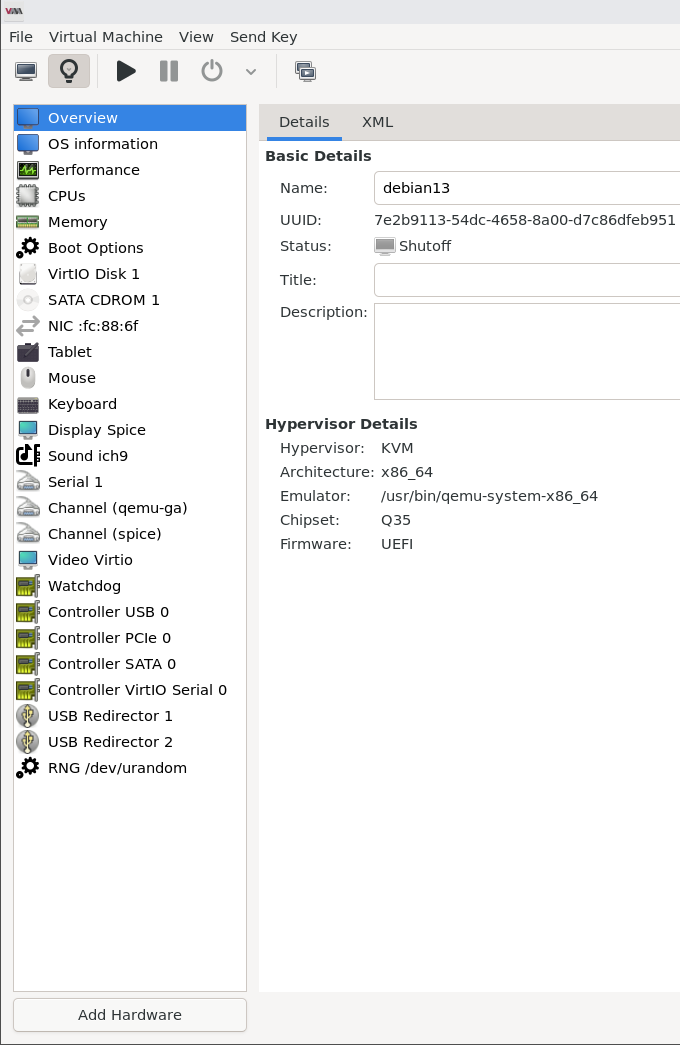 File Virtual Machine View Send Key
Overview
OS information
Performance
CPUs
Memory
Boot Options
VirtIO Disk 1
SATA CDROM 1
NIC :fc:88:6f
Tablet
Mouse
Keyboard
Display Spice
Sound ich9
Serial 1
Channel (qemu-ga)
Channel (spice)
Video Virtio
Watchdog
Controller USB 0
Controller PCIe 0
Controller SATA 0
Controller VirtIO Serial 0
USB Redirector 1
USB Redirector 2
RNG /dev/urandom
Add Hardware
Details XML
Basic Details
Name: debian13
UUID: 7e2b9113-54dc-4658-8a00-d7c86dfeb951
Status: Shutoff
Title:
Description:
Hypervisor Details
Hypervisor: KVM
Architecture: x86_64
Emulator: /usr/bin/qemu-system-x86_64
Chipset: Q35
Firmware: UEFI